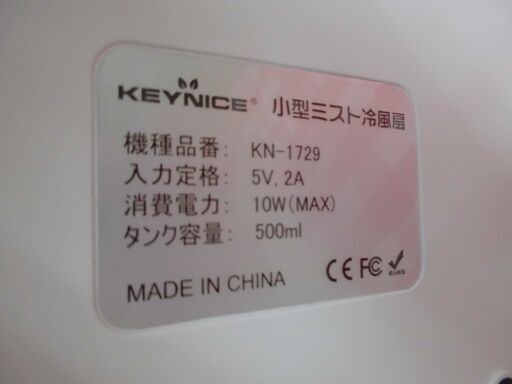 KEYNICE® 小型ミスト冷風扇
機種品番: KN-1729
入力定格: 5V, 2A
消費電力: 10W(MAX)
タンク容量: 500ml
MADE IN CHINA CE FC RoHS